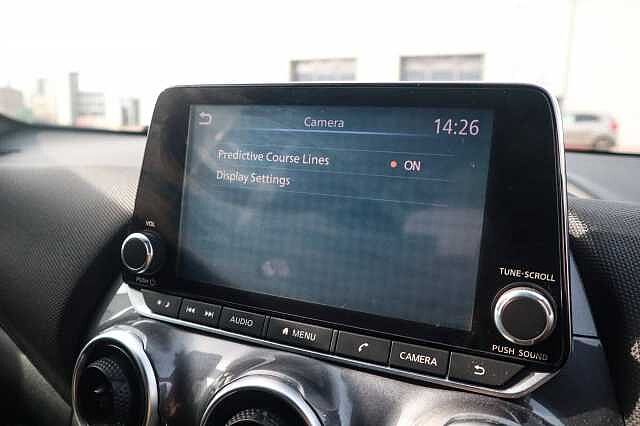 Camera
14:26
Predictive Course Lines ON
Display Settings
VOL
PUSH
TUNE·SCROLL
PUSH SOUND
AUDIO
MENU
CAMERA